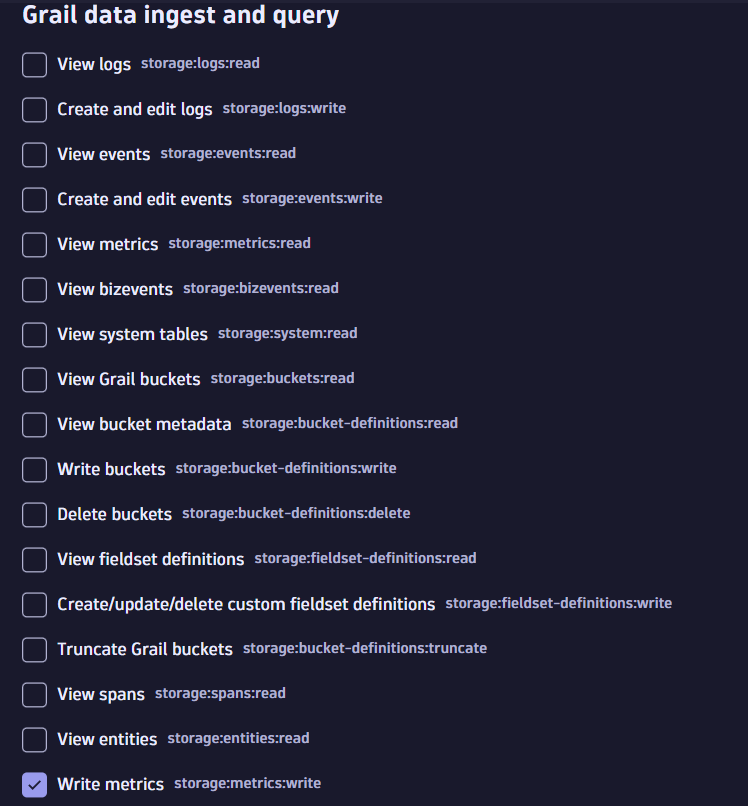 Grail data ingest and query
View logs storage:logs:read
Create and edit logs storage:logs:write
View events storage:events:read
Create and edit events storage:events:write
View metrics storage:metrics:read
View bizevents storage:bizevents:read
View system tables storage:system:read
View Grail buckets storage:buckets:read
View bucket metadata storage:bucket-definitions:read
Write buckets storage:bucket-definitions:write
Delete buckets storage:bucket-definitions:delete
View fieldset definitions storage:fieldset-definitions:read
Create/update/delete custom fieldset definitions storage:fieldset-definitions:write
Truncate Grail buckets storage:bucket-definitions:truncate
View spans storage:spans:read
View entities storage:entities:read
Write metrics storage:metrics:write